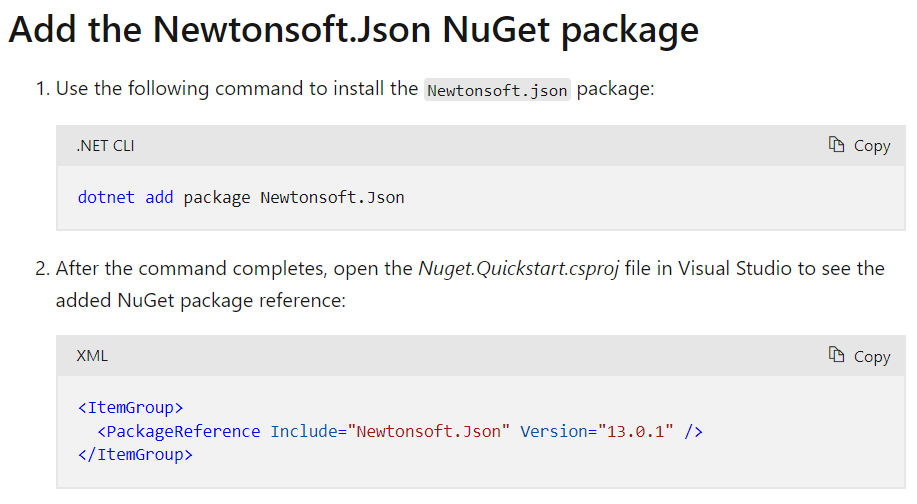 Add the Newtonsoft.Json NuGet package
1. Use the following command to install the Newtonsoft.json package:
.NET CLI Copy
dotnet add package Newtonsoft.Json
2. After the command completes, open the Nuget.Quickstart.csproj file in Visual Studio to see the
added NuGet package reference:
XML Copy
<ItemGroup>
  <PackageReference Include="Newtonsoft.Json" Version="13.0.1" />
</ItemGroup>